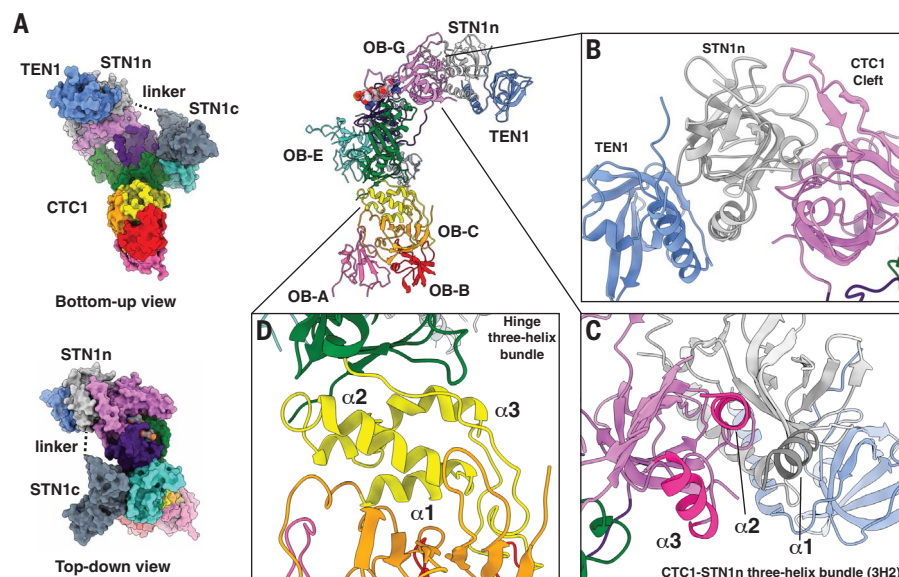 A
TEN1
STN1n
linker
STN1c
CTC1
Bottom-up view
STN1n
linker
STN1c
Top-down view
OB-G
STN1n
TEN1
OB-E
OB-C
OB-A
OB-B
B
STN1n
CTC1
Cleft
TEN1
D
Hinge
three-helix
bundle
α2
α3
α1
C
α2
α3
α1
CTC1-STN1n three-helix bundle (3H2)